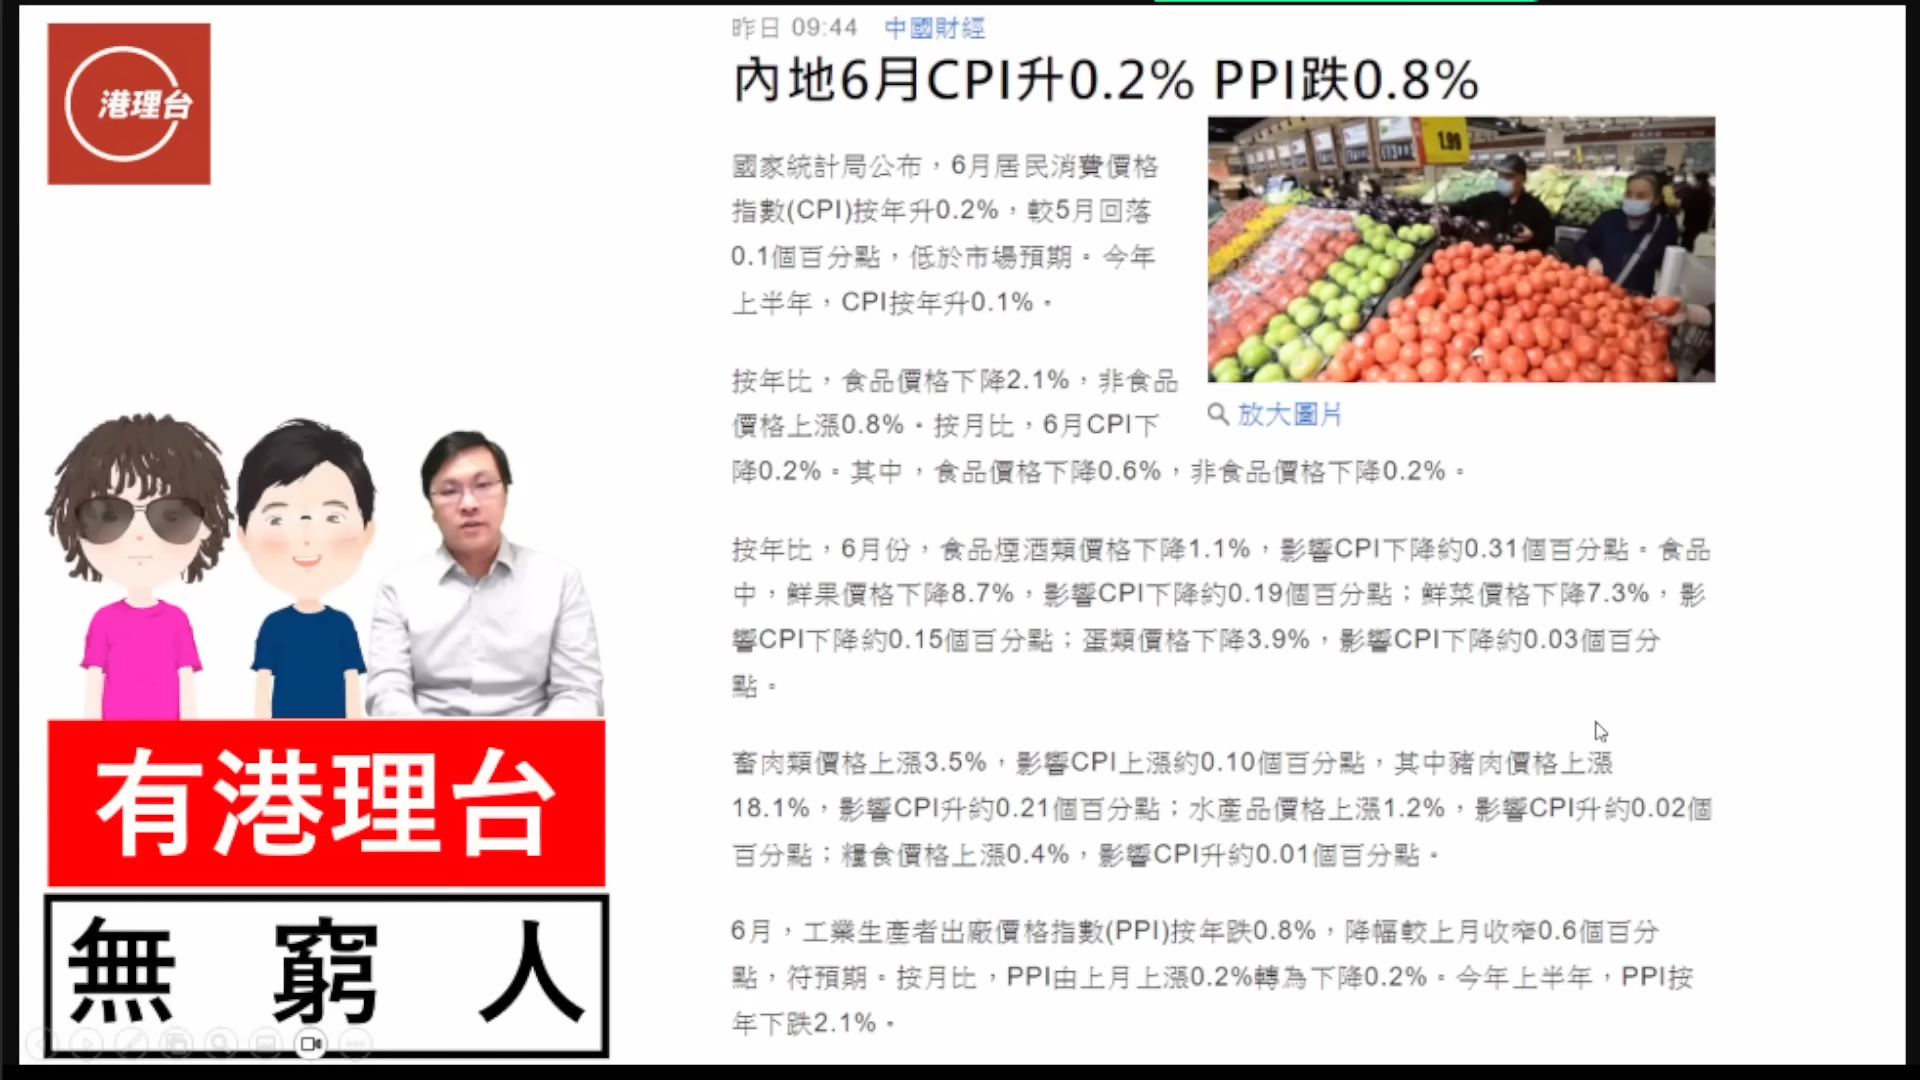 港理台
昨日 09:44 中國財經
內地6月CPI升0.2% PPI跌0.8%
1.99
國家統計局公布，6月居民消費價格
指數(CPI)按年升0.2%，較5月回落
0.1個百分點，低於市場預期。今年
上半年，CPI按年升0.1%。
按年比，食品價格下降2.1%，非食品
價格上漲0.8%。按月比，6月CPI下
降0.2%。其中，食品價格下降0.6%，非食品價格下降0.2%。
放大圖片
按年比，6月份，食品煙酒類價格下降1.1%，影響CPI下降約0.31個百分點。食品
中，鮮果價格下降8.7%，影響CPI下降約0.19個百分點；鮮菜價格下降7.3%，影
響CPI下降約0.15個百分點；蛋類價格下降3.9%，影響CPI下降約0.03個百分
點。
畜肉類價格上漲3.5%，影響CPI上漲約0.10個百分點，其中豬肉價格上漲
18.1%，影響CPI升約0.21個百分點；水產品價格上漲1.2%，影響CPI升約0.02個
百分點；糧食價格上漲0.4%，影響CPI升約0.01個百分點。
6月，工業生產者出廠價格指數(PPI)按年跌0.8%，降幅較上月收窄0.6個百分
點，符預期。按月比，PPI由上月上漲0.2%轉為下降0.2%。今年上半年，PPI按
年下跌2.1%。
有港理台
無窮人